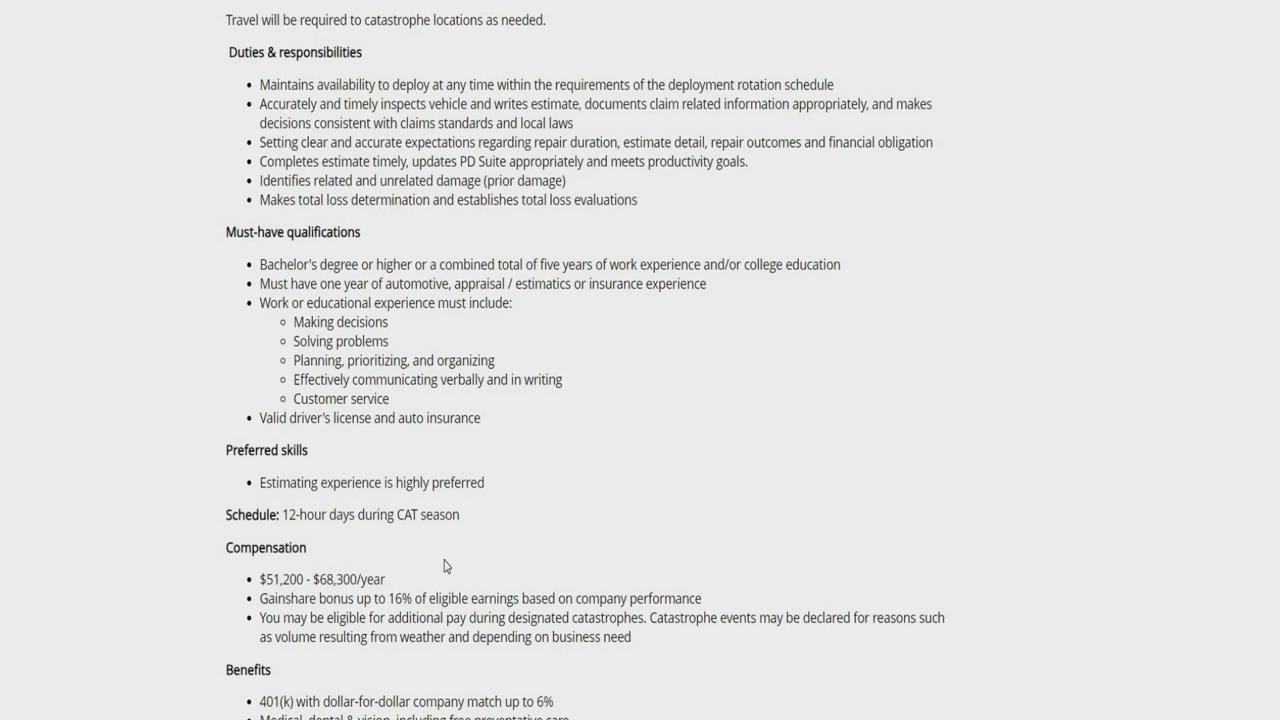 Travel will be required to catastrophe locations as needed.
Duties & responsibilities
• Maintains availability to deploy at any time within the requirements of the deployment rotation schedule
• Accurately and timely inspects vehicle and writes estimate, documents claim related information appropriately, and makes
decisions consistent with claims standards and local laws
• Setting clear and accurate expectations regarding repair duration, estimate detail, repair outcomes and financial obligation
• Completes estimate timely, updates PD Suite appropriately and meets productivity goals.
• Identifies related and unrelated damage (prior damage)
• Makes total loss determination and establishes total loss evaluations
Must-have qualifications
• Bachelor's degree or higher or a combined total of five years of work experience and/or college education
• Must have one year of automotive, appraisal / estimatics or insurance experience
• Work or educational experience must include:
◦ Making decisions
◦ Solving problems
◦ Planning, prioritizing, and organizing
◦ Effectively communicating verbally and in writing
◦ Customer service
• Valid driver's license and auto insurance
Preferred skills
• Estimating experience is highly preferred
Schedule: 12-hour days during CAT season
Compensation
• $51,200 - $68,300/year
• Gainshare bonus up to 16% of eligible earnings based on company performance
• You may be eligible for additional pay during designated catastrophes. Catastrophe events may be declared for reasons such
as volume resulting from weather and depending on business need
Benefits
• 401(k) with dollar-for-dollar company match up to 6%
• Medical, dental & vision, including free preventative care